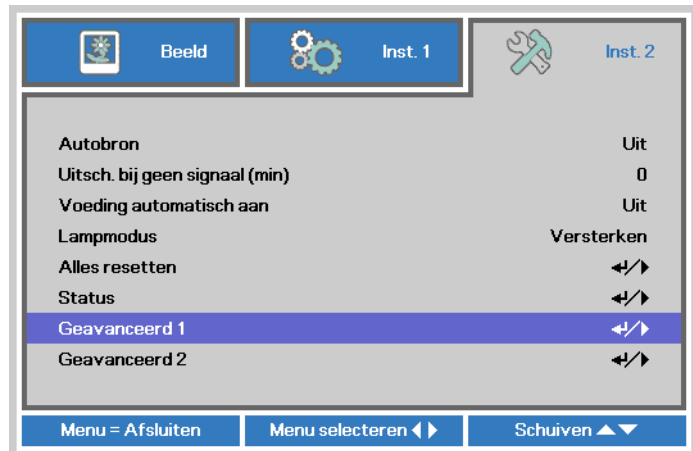 Beeld Inst. 1 Inst. 2
Autobron Uit
Uitsch. bij geen signaal (min) 0
Voeding automatisch aan Uit
Lampmodus Versterken
Alles resetten
Status
Geavanceerd 1
Geavanceerd 2
Menu = Afsluiten Menu selecteren Schuiven